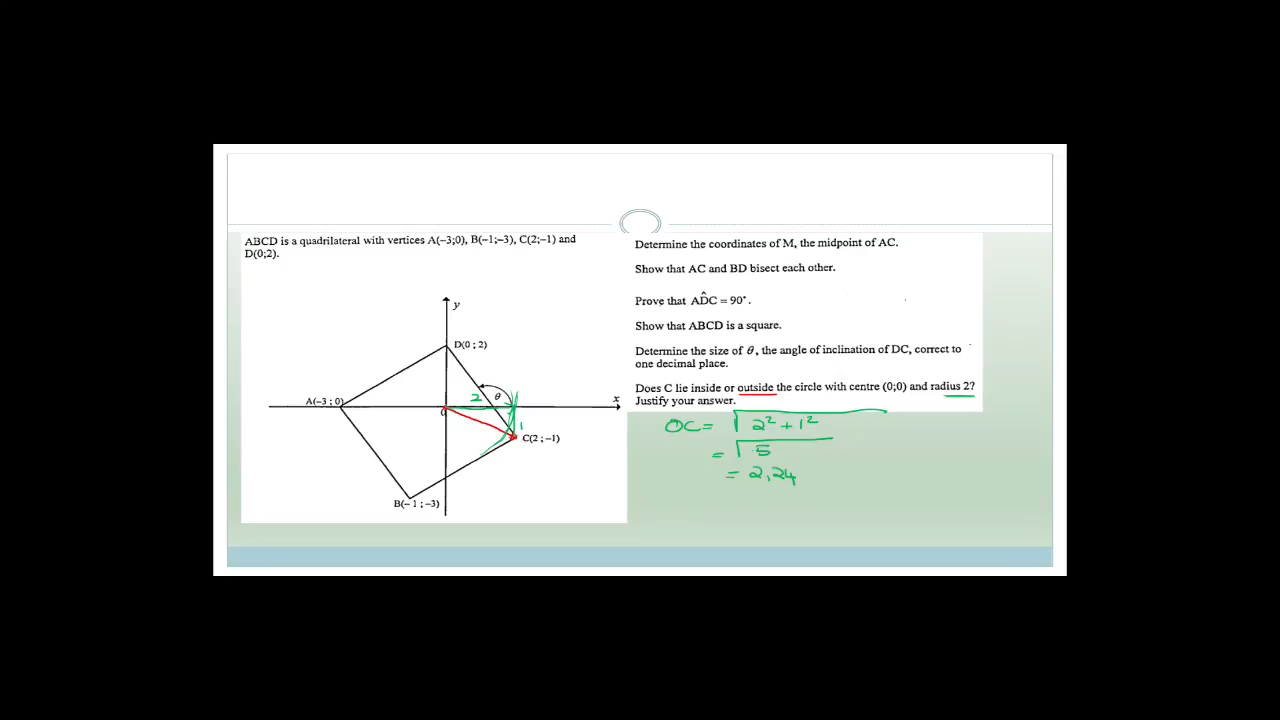 ABCD is a quadrilateral with vertices A(−3;0), B(−1;−3), C(2;−1) and
D(0;2).
y
D(0 ; 2)
A(−3 ; 0)
2
θ
x
0
1
C(2 ; −1)
B(− 1 ; −3)
Determine the coordinates of M, the midpoint of AC.
Show that AC and BD bisect each other.
Prove that AD̂C = 90°.
Show that ABCD is a square.
Determine the size of θ, the angle of inclination of DC, correct to
one decimal place.
Does C lie inside or outside the circle with centre (0;0) and radius 2?
Justify your answer.
OC = √2² + 1²
= √5
= 2,24